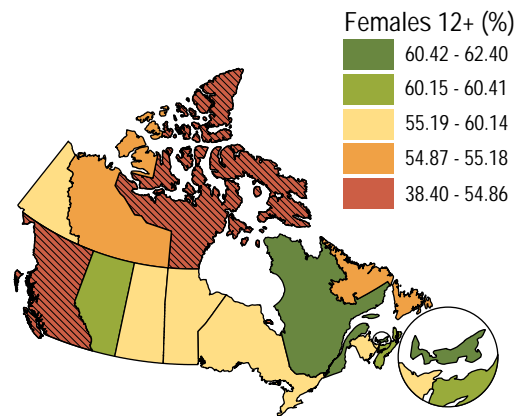 Females 12+ (%)
60.42 - 62.40
60.15 - 60.41
55.19 - 60.14
54.87 - 55.18
38.40 - 54.86